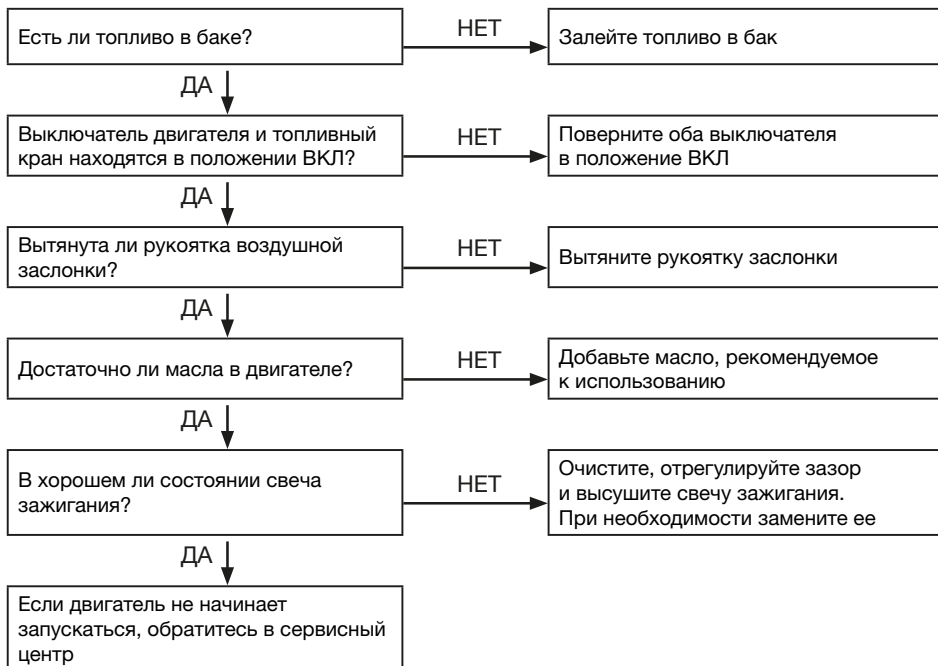 Есть ли топливо в баке?
НЕТ
Залейте топливо в бак
ДА
Выключатель двигателя и топливный
кран находятся в положении ВКЛ?
НЕТ
Поверните оба выключателя
в положение ВКЛ
ДА
Вытянута ли рукоятка воздушной
заслонки?
НЕТ
Вытяните рукоятку заслонки
ДА
Достаточно ли масла в двигателе?
НЕТ
Добавьте масло, рекомендуемое
к использованию
ДА
В хорошем ли состоянии свеча
зажигания?
НЕТ
Очистите, отрегулируйте зазор
и высушите свечу зажигания.
При необходимости замените ее
ДА
Если двигатель не начинает
запускаться, обратитесь в сервисный
центр